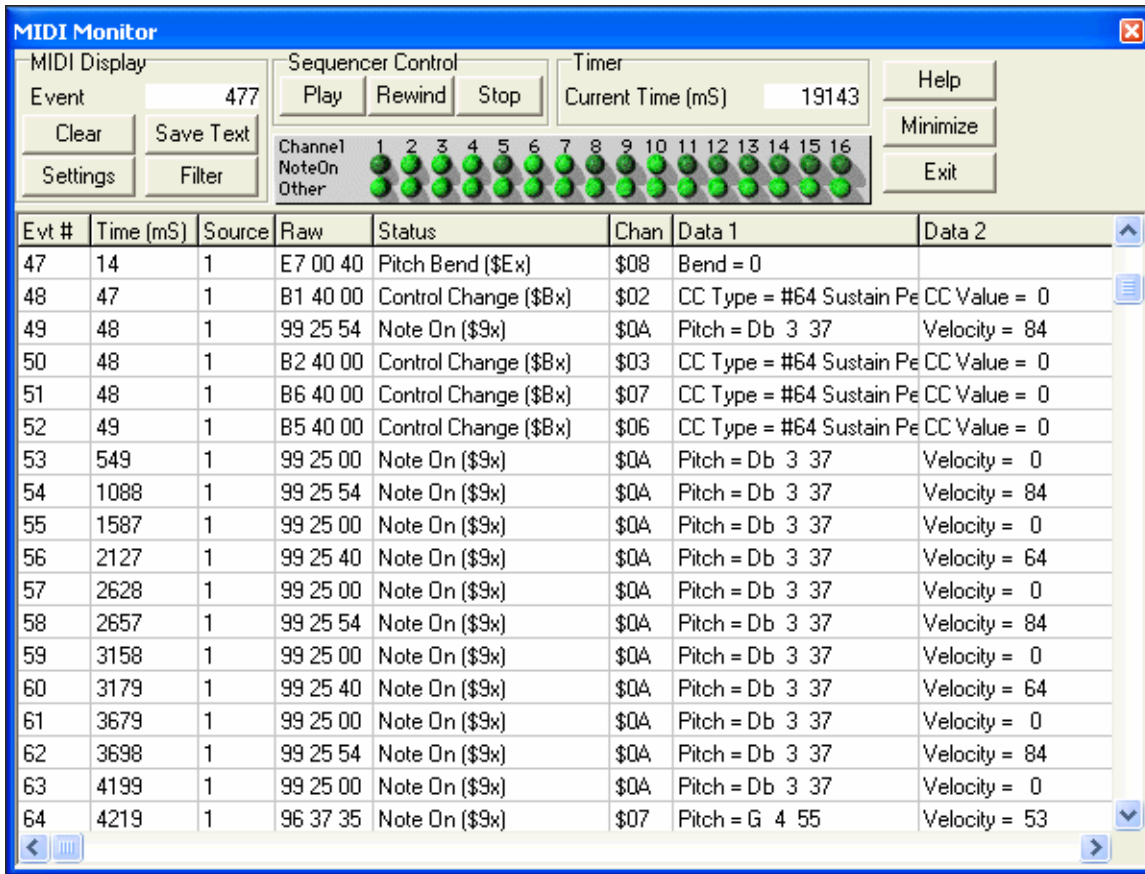 MIDI Monitor
MIDI Display
Event 477
Clear Save Text
Settings Filter
Sequencer Control
Play Rewind Stop
Timer
Current Time (mS) 19143
Help
Minimize
Exit
Channel 1 2 3 4 5 6 7 8 9 10 11 12 13 14 15 16
NoteOn
Other
Evt # Time (mS) Source Raw Status Chan Data 1 Data 2
47 14 1 E7 00 40 Pitch Bend ($Ex) $08 Bend = 0
48 47 1 B1 40 00 Control Change ($Bx) $02 CC Type = #64 Sustain Pe CC Value = 0
49 48 1 99 25 54 Note On ($9x) $0A Pitch = Db 3 37 Velocity = 84
50 48 1 B2 40 00 Control Change ($Bx) $03 CC Type = #64 Sustain Pe CC Value = 0
51 48 1 B6 40 00 Control Change ($Bx) $07 CC Type = #64 Sustain Pe CC Value = 0
52 49 1 B5 40 00 Control Change ($Bx) $06 CC Type = #64 Sustain Pe CC Value = 0
53 549 1 99 25 00 Note On ($9x) $0A Pitch = Db 3 37 Velocity = 0
54 1088 1 99 25 54 Note On ($9x) $0A Pitch = Db 3 37 Velocity = 84
55 1587 1 99 25 00 Note On ($9x) $0A Pitch = Db 3 37 Velocity = 0
56 2127 1 99 25 40 Note On ($9x) $0A Pitch = Db 3 37 Velocity = 64
57 2628 1 99 25 00 Note On ($9x) $0A Pitch = Db 3 37 Velocity = 0
58 2657 1 99 25 54 Note On ($9x) $0A Pitch = Db 3 37 Velocity = 84
59 3158 1 99 25 00 Note On ($9x) $0A Pitch = Db 3 37 Velocity = 0
60 3179 1 99 25 40 Note On ($9x) $0A Pitch = Db 3 37 Velocity = 64
61 3679 1 99 25 00 Note On ($9x) $0A Pitch = Db 3 37 Velocity = 0
62 3698 1 99 25 54 Note On ($9x) $0A Pitch = Db 3 37 Velocity = 84
63 4199 1 99 25 00 Note On ($9x) $0A Pitch = Db 3 37 Velocity = 0
64 4219 1 96 37 35 Note On ($9x) $07 Pitch = G 4 55 Velocity = 53